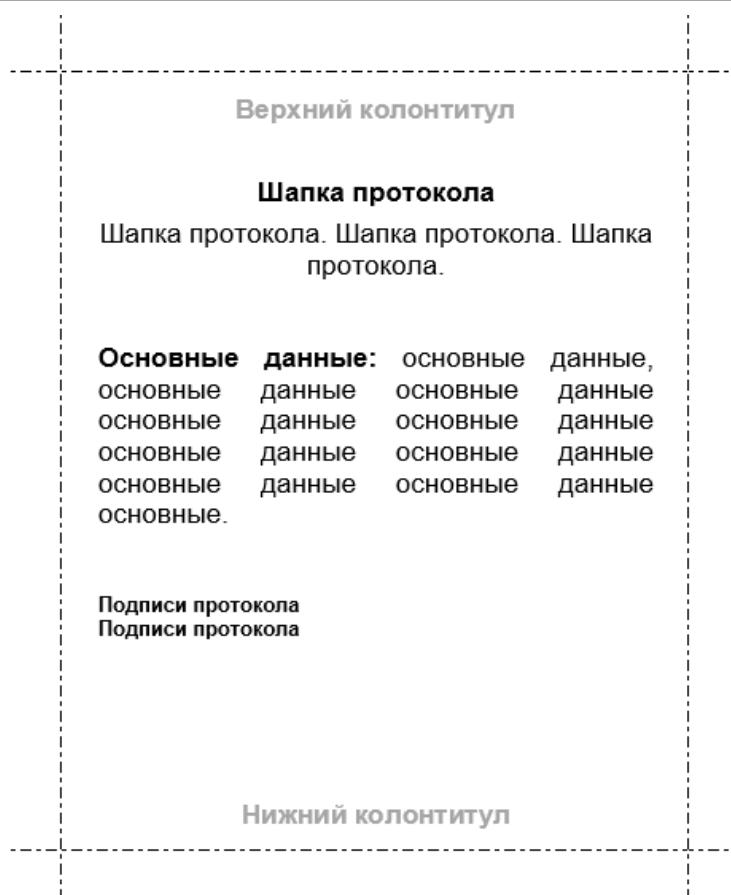 Верхний колонтитул
Шапка протокола
Шапка протокола. Шапка протокола. Шапка
протокола.
Основные данные: основные данные,
основные данные основные данные
основные данные основные данные
основные данные основные данные
основные данные основные данные
основные.
Подписи протокола
Подписи протокола
Нижний колонтитул